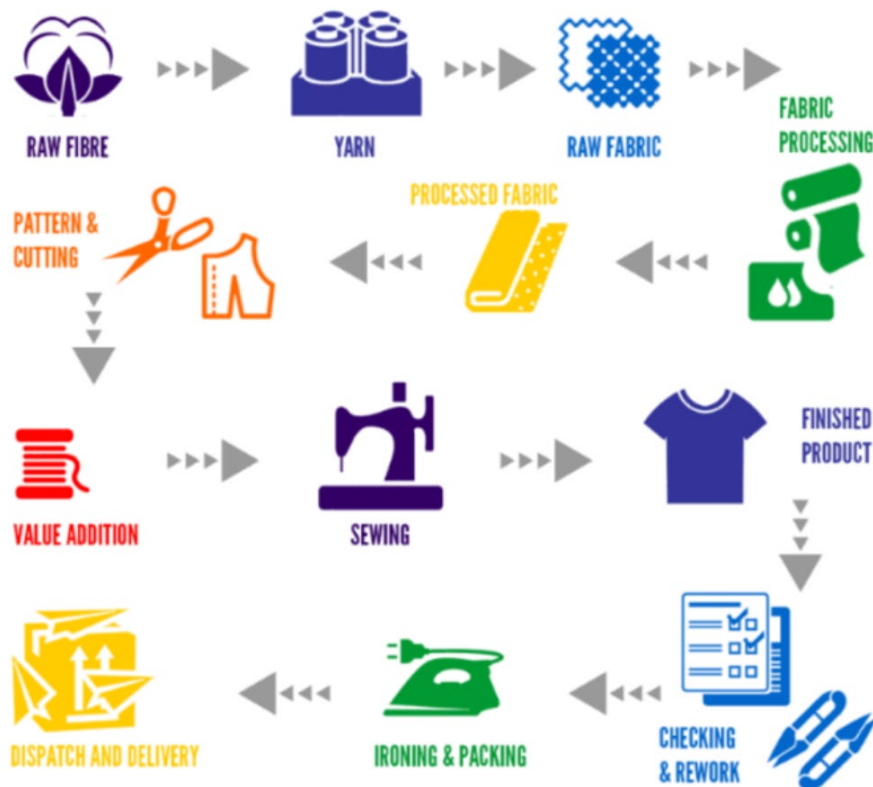 RAW FIBRE
YARN
RAW FABRIC
FABRIC
PROCESSING
PROCESSED FABRIC
PATTERN &
CUTTING
VALUE ADDITION
SEWING
FINISHED
PRODUCT
CHECKING
& REWORK
IRONING & PACKING
DISPATCH AND DELIVERY